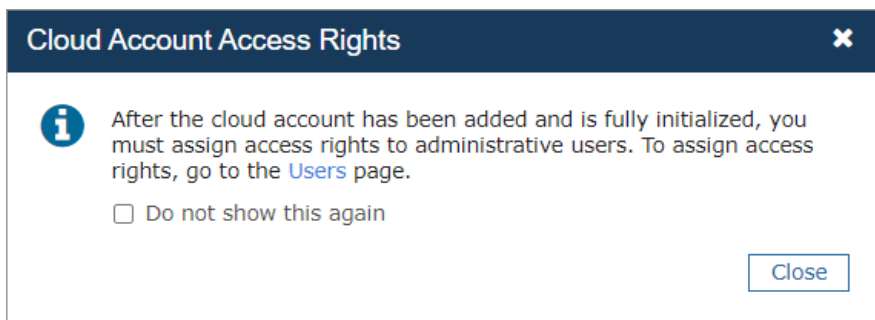 Cloud Account Access Rights
After the cloud account has been added and is fully initialized, you
must assign access rights to administrative users. To assign access
rights, go to the Users page.
Do not show this again
Close